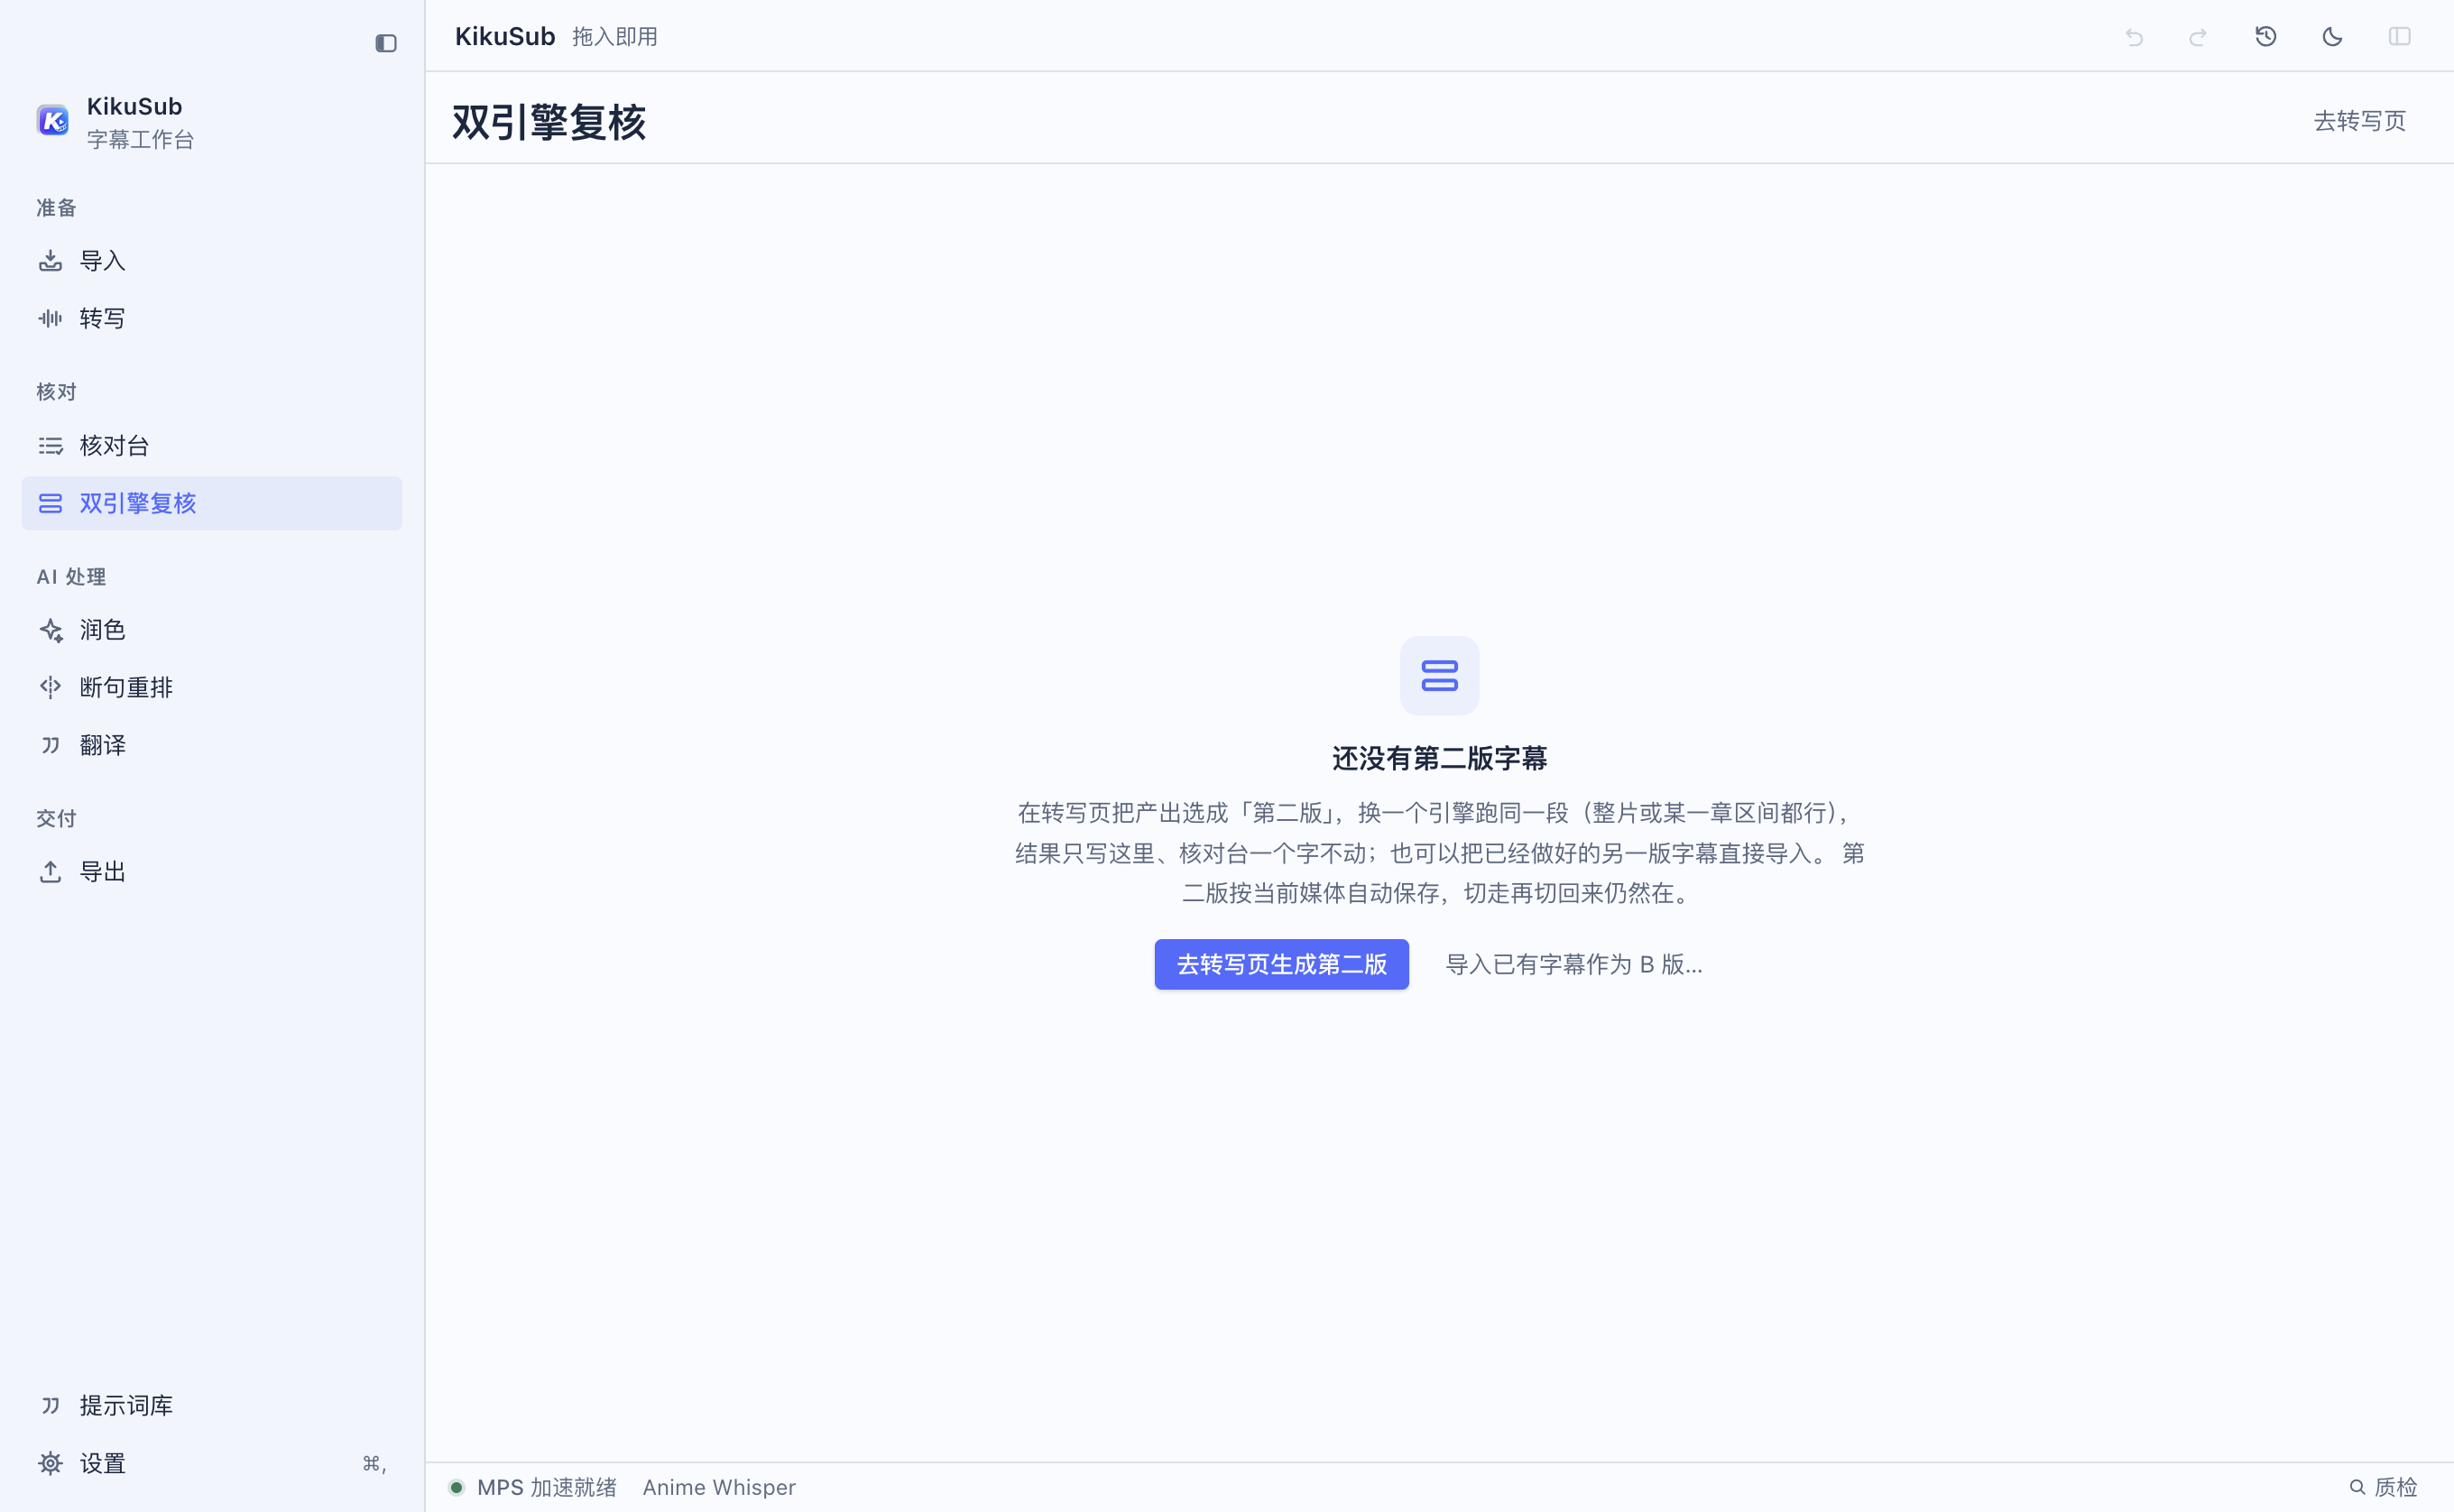 KikuSub
字幕工作台
准备
导入
转写
核对
核对台
双引擎复核
AI 处理
润色
断句重排
翻译
交付
导出
提示词库
设置
⌘,
KikuSub 拖入即用
双引擎复核
去转写页
还没有第二版字幕
在转写页把产出选成「第二版」，换一个引擎跑同一段（整片或某一章区间都行），
结果只写这里、核对台一个字不动；也可以把已经做好的另一版字幕直接导入。 第
二版按当前媒体自动保存，切走再切回来仍然在。
去转写页生成第二版
导入已有字幕作为 B 版...
MPS 加速就绪
Anime Whisper
质检